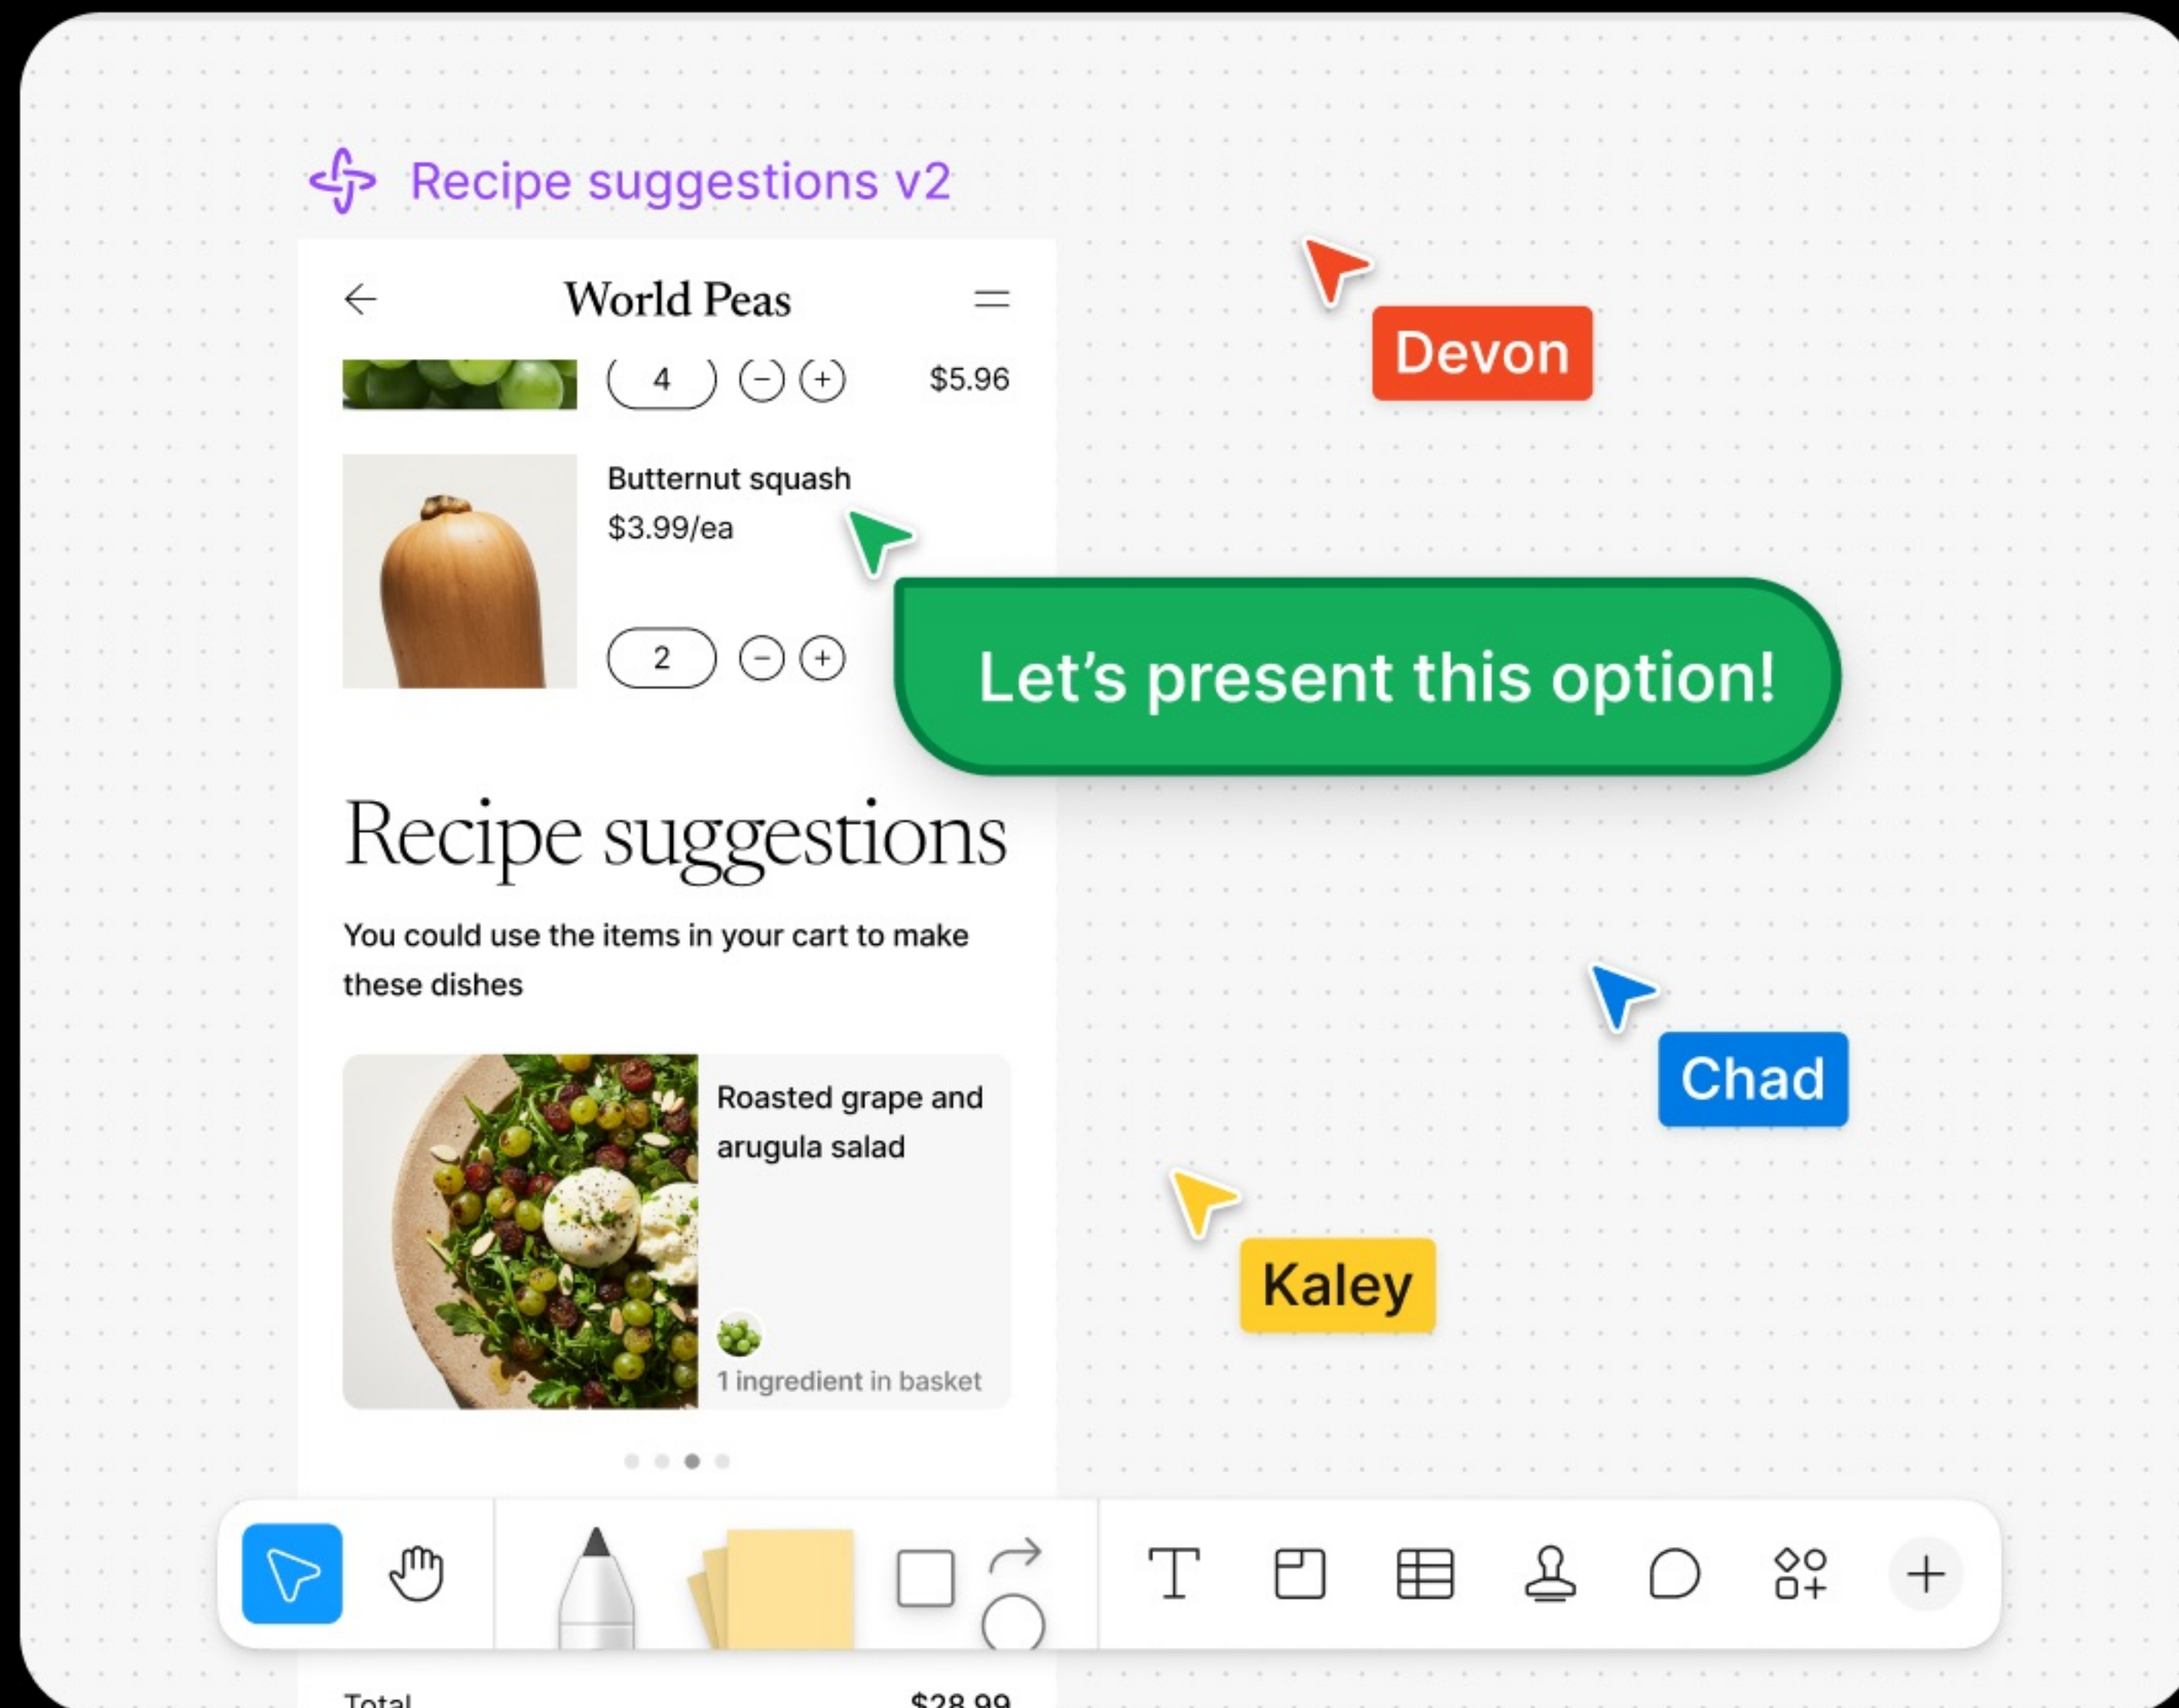 Recipe suggestions v2
World Peas
4
$5.96
Devon
Butternut squash
$3.99/ea
2
Let’s present this option!
Recipe suggestions
You could use the items in your cart to make
these dishes
Roasted grape and
arugula salad
1 ingredient in basket
Chad
Kaley
T
Total
$28.99